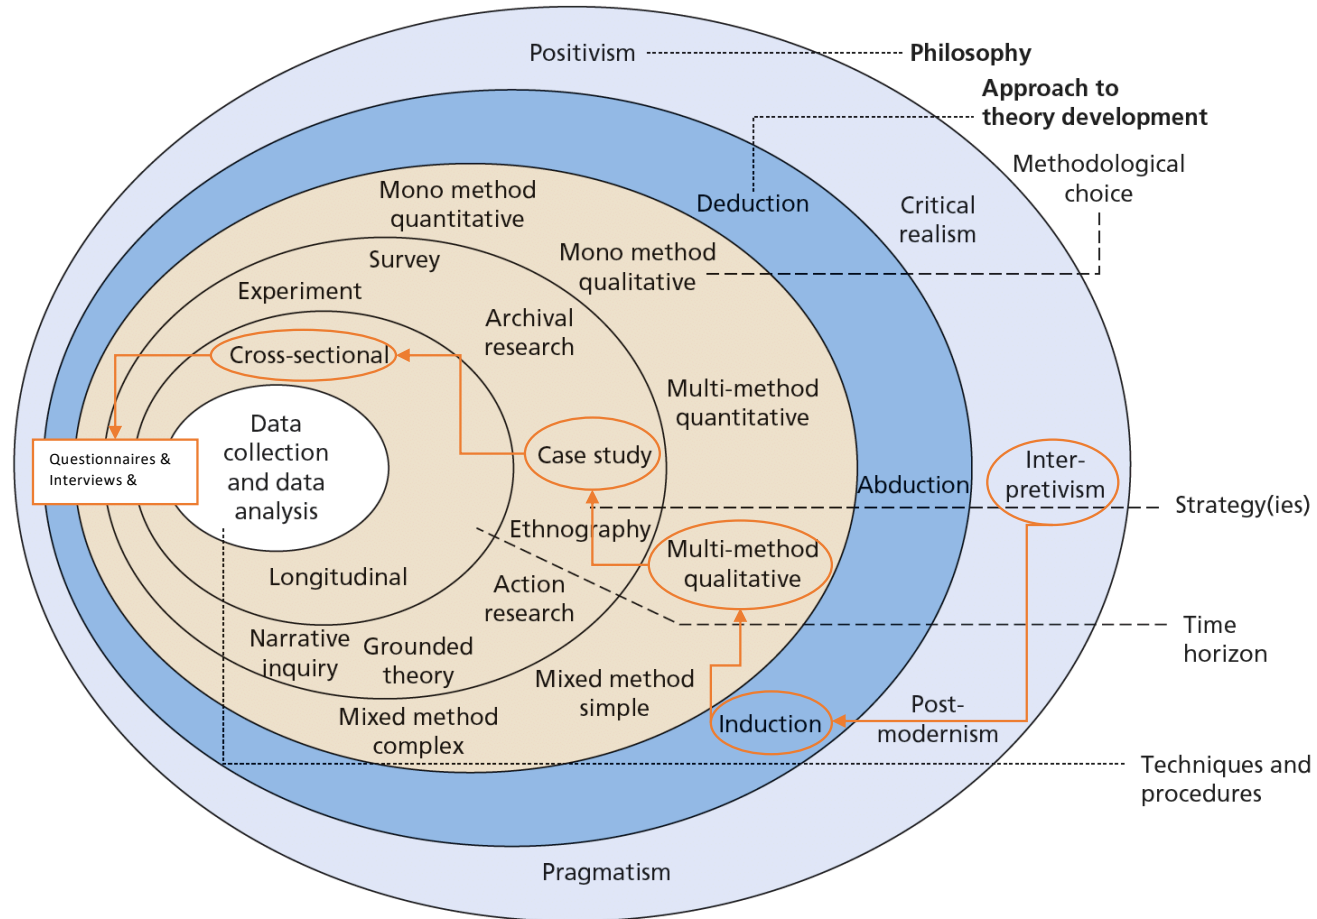 Positivism
Philosophy
Approach to
theory development
Methodological
choice
Mono method
quantitative
Deduction
Critical
realism
Survey
Mono method
qualitative
Experiment
Archival
research
Cross-sectional
Multi-method
quantitative
Data
collection
and data
analysis
Questionnaires &
Interviews &
Case study
Inter-
pretivism
Abduction
Strategy(ies)
Ethnography
Multi-method
qualitative
Longitudinal
Action
research
Time
horizon
Narrative
inquiry
Grounded
theory
Mixed method
simple
Induction
Post-
modernism
Mixed method
complex
Techniques and
procedures
Pragmatism